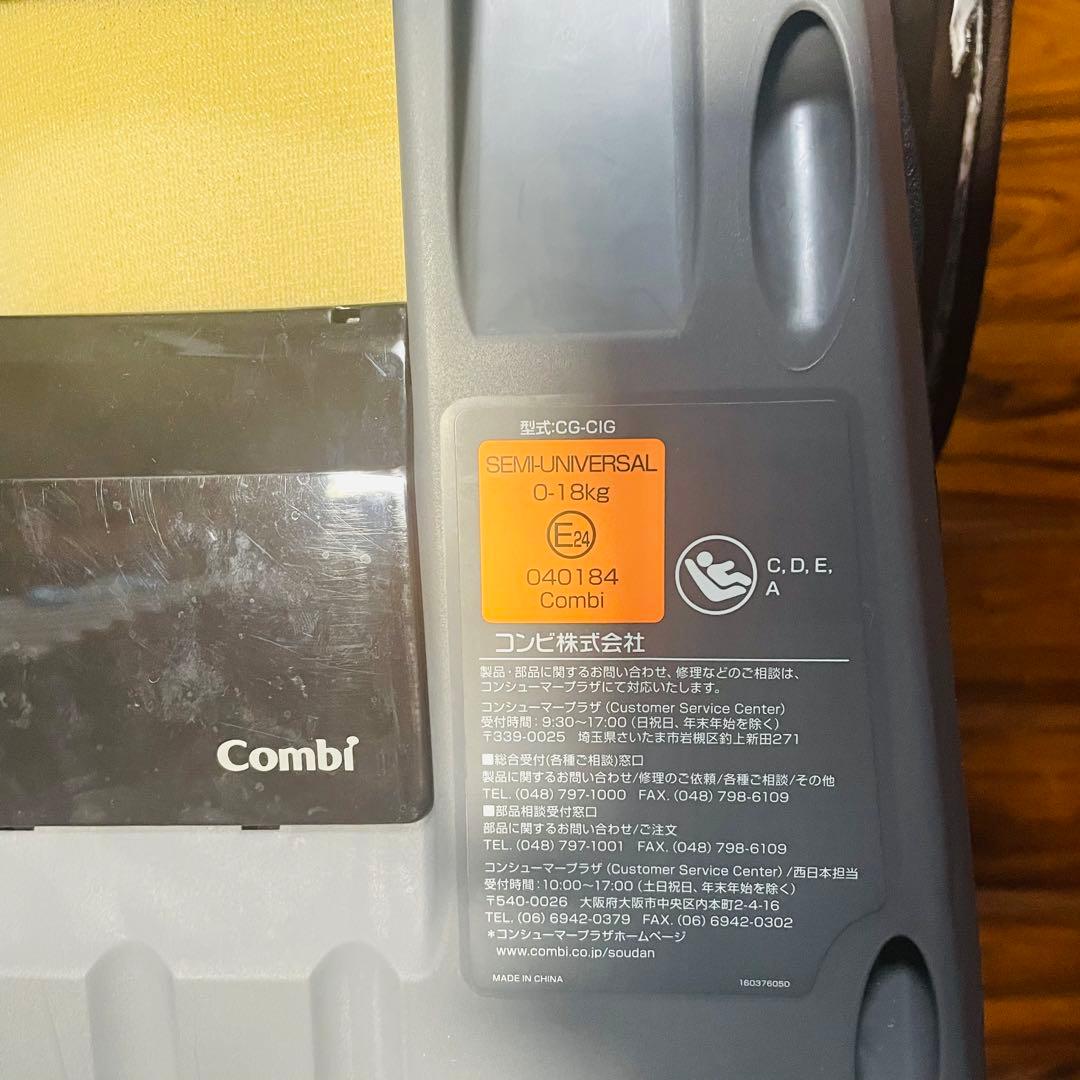 Combi
型式:CG-CIG
SEMI-UNIVERSAL
0-18kg
E24
040184
Combi
C, D, E,
A
コンビ株式会社
製品・部品に関するお問い合わせ、修理などのご相談は、
コンシューマープラザにて対応いたします。
コンシューマープラザ (Customer Service Center)
受付時間：9:30〜17:00 (日祝日、年末年始を除く)
〒339-0025 埼玉県さいたま市岩槻区釣上新田271
■総合受付(各種ご相談)窓口
製品に関するお問い合わせ/修理のご依頼/各種ご相談/その他
TEL. (048) 797-1000 FAX. (048) 798-6109
■部品相談受付窓口
部品に関するお問い合わせ/ご注文
TEL. (048) 797-1001 FAX. (048) 798-6109
コンシューマープラザ (Customer Service Center) /西日本担当
受付時間：10:00〜17:00 (土日祝日、年末年始を除く)
〒540-0026 大阪府大阪市中央区内本町2-4-16
TEL. (06) 6942-0379 FAX. (06) 6942-0302
＊コンシューマープラザホームページ
www.combi.co.jp/soudan
MADE IN CHINA 160376050